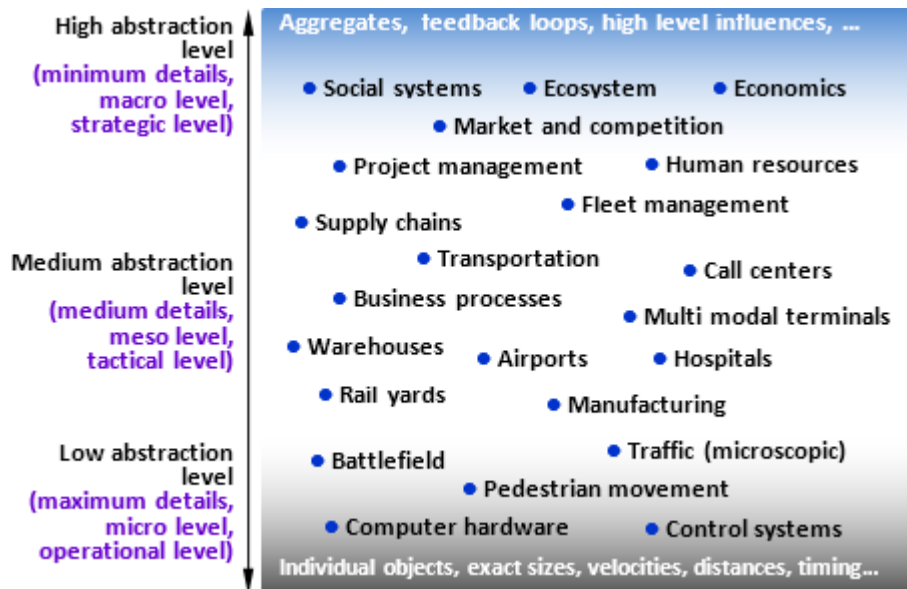 High abstraction
level
(minimum details,
macro level,
strategic level)
Medium abstraction
level
(medium details,
meso level,
tactical level)
Low abstraction
level
(maximum details,
micro level,
operational level)
Aggregates, feedback loops, high level influences, ...
Social systems
Ecosystem
Economics
Market and competition
Project management
Human resources
Fleet management
Supply chains
Transportation
Call centers
Business processes
Multi modal terminals
Warehouses
Airports
Hospitals
Rail yards
Manufacturing
Traffic (microscopic)
Battlefield
Pedestrian movement
Computer hardware
Control systems
Individual objects, exact sizes, velocities, distances, timing...